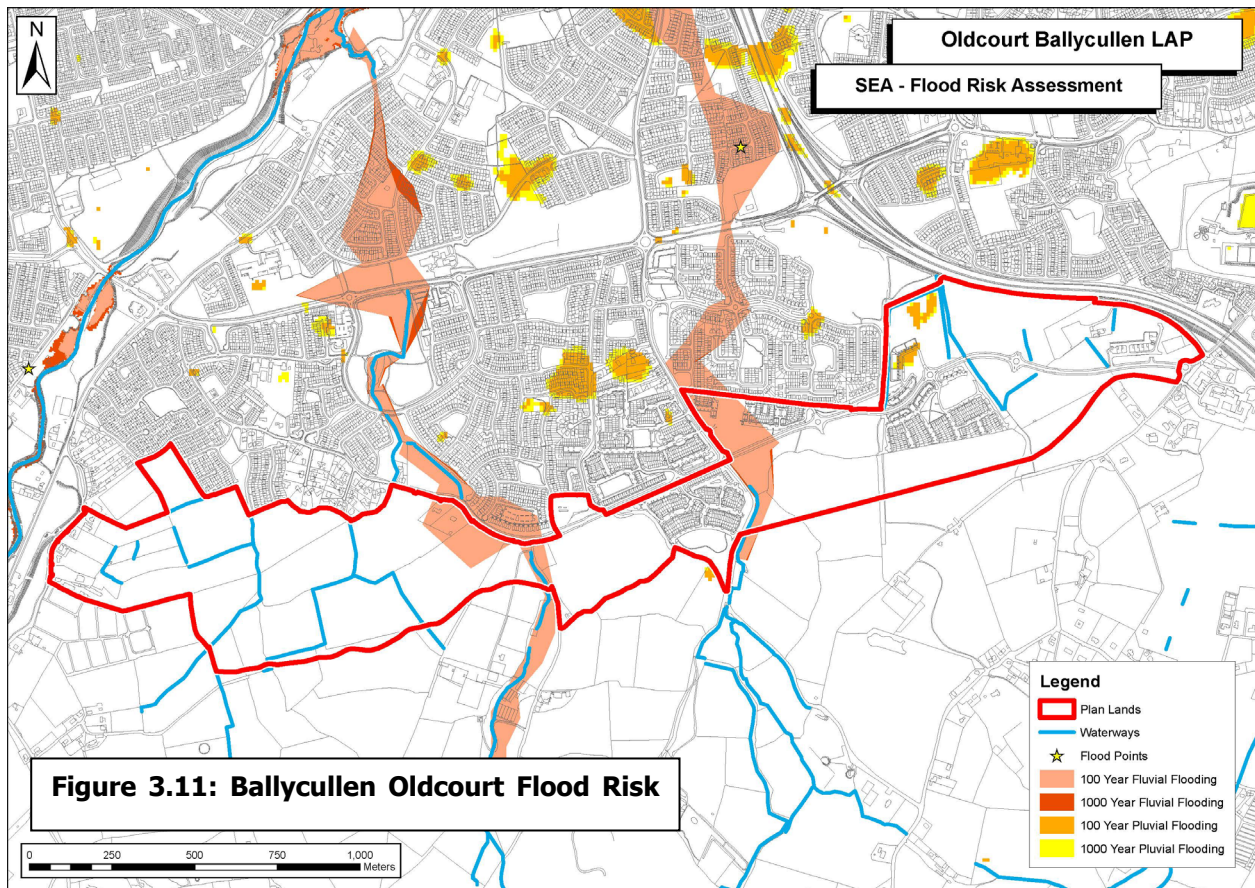 N
Oldcourt Ballycullen LAP
SEA - Flood Risk Assessment
Legend
Plan Lands
Waterways
Flood Points
100 Year Fluvial Flooding
1000 Year Fluvial Flooding
100 Year Pluvial Flooding
1000 Year Pluvial Flooding
Figure 3.11: Ballycullen Oldcourt Flood Risk
0 250 500 750 1,000
Meters